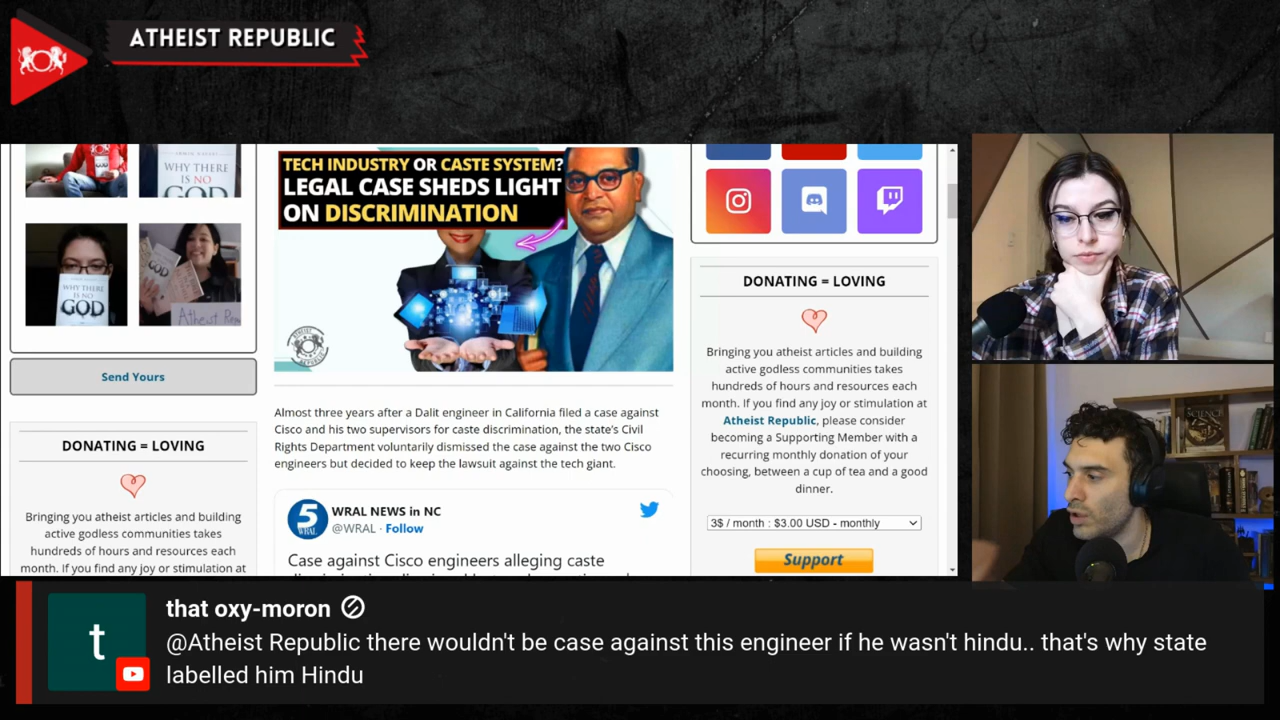 ATHEIST REPUBLIC
WHY THERE
IS NO
GOD
WHY THERE
IS NO
GOD
GOD
Atheist Rep
Send Yours
DONATING = LOVING
Bringing you atheist articles and building
active godless communities takes
hundreds of hours and resources each
month. If you find any joy or stimulation at
TECH INDUSTRY OR CASTE SYSTEM?
LEGAL CASE SHEDS LIGHT
ON DISCRIMINATION
ATHEIST
REPUBLIC
Almost three years after a Dalit engineer in California filed a case against
Cisco and his two supervisors for caste discrimination, the state's Civil
Rights Department voluntarily dismissed the case against the two Cisco
engineers but decided to keep the lawsuit against the tech giant.
5
WRAL
WRAL NEWS in NC
@WRAL · Follow
Case against Cisco engineers alleging caste
DONATING = LOVING
Bringing you atheist articles and building
active godless communities takes
hundreds of hours and resources each
month. If you find any joy or stimulation at
Atheist Republic, please consider
becoming a Supporting Member with a
recurring monthly donation of your
choosing, between a cup of tea and a good
dinner.
3$ / month : $3.00 USD - monthly
Support
SCIENCE
t
that oxy-moron
@Atheist Republic there wouldn't be case against this engineer if he wasn't hindu.. that's why state
labelled him Hindu